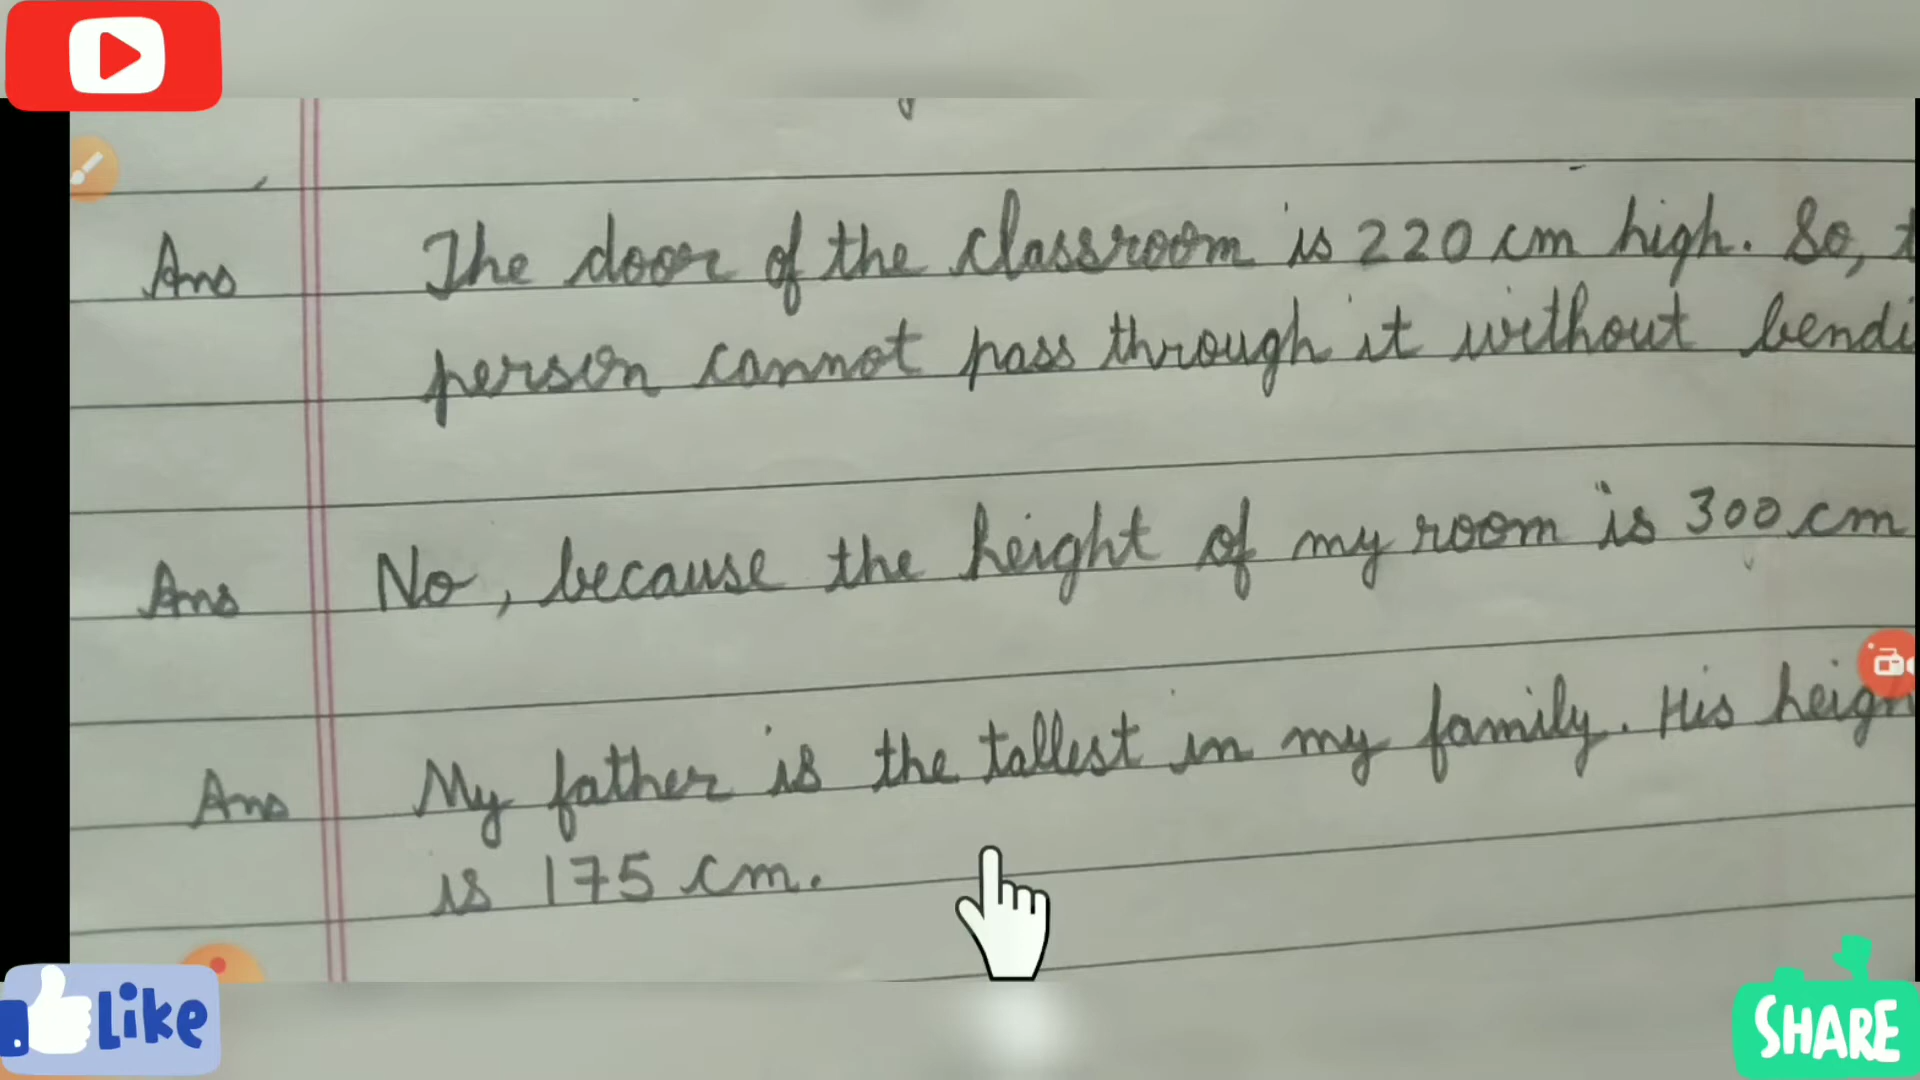 Ans The door of the classroom is 220 cm high. So, t
person cannot pass through it without bendi
Ans No, because the height of my room is 300 cm
Ans My father is the tallest in my family. His heigh
is 175 cm.
Like
SHARE